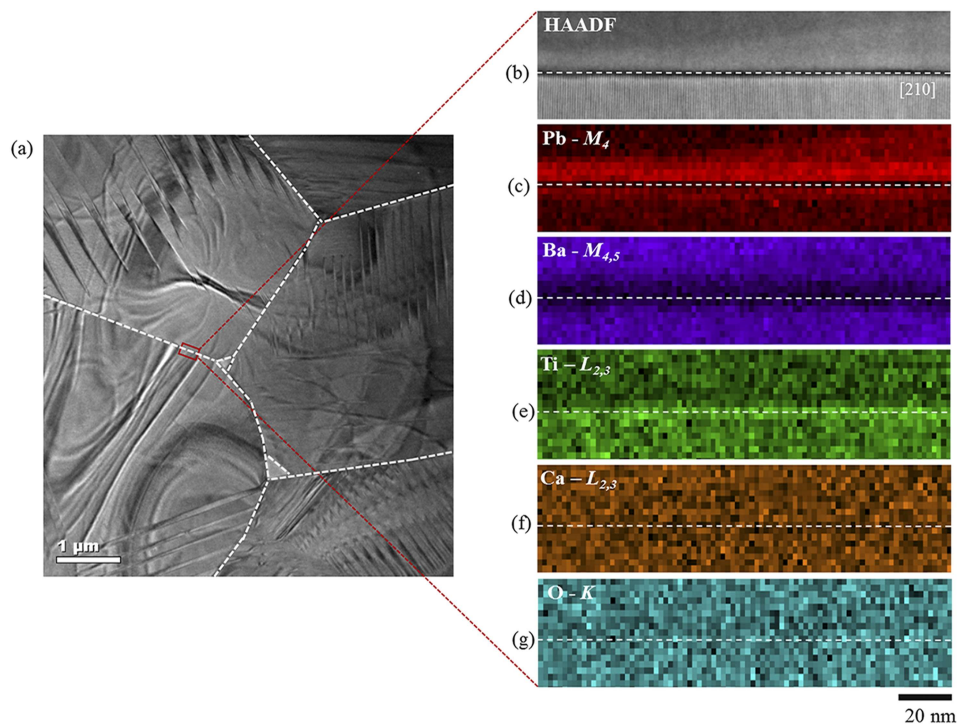 HAADF
(b)
[210]
(a)
Pb - M4
(c)
Ba - M4,5
(d)
Ti – L2,3
(e)
Ca – L2,3
(f)
O - K
(g)
1 μm
20 nm